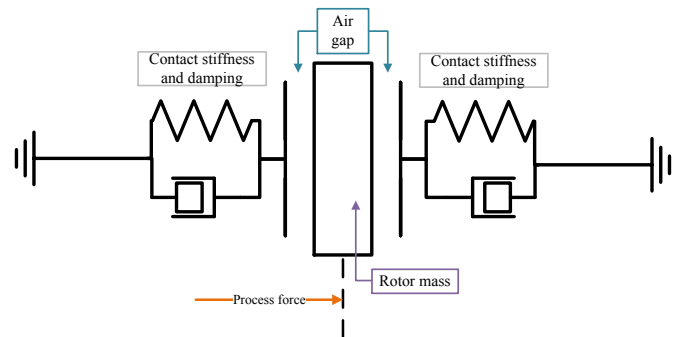 Air
gap
Contact stiffness
and damping
Contact stiffness
and damping
Rotor mass
Process force